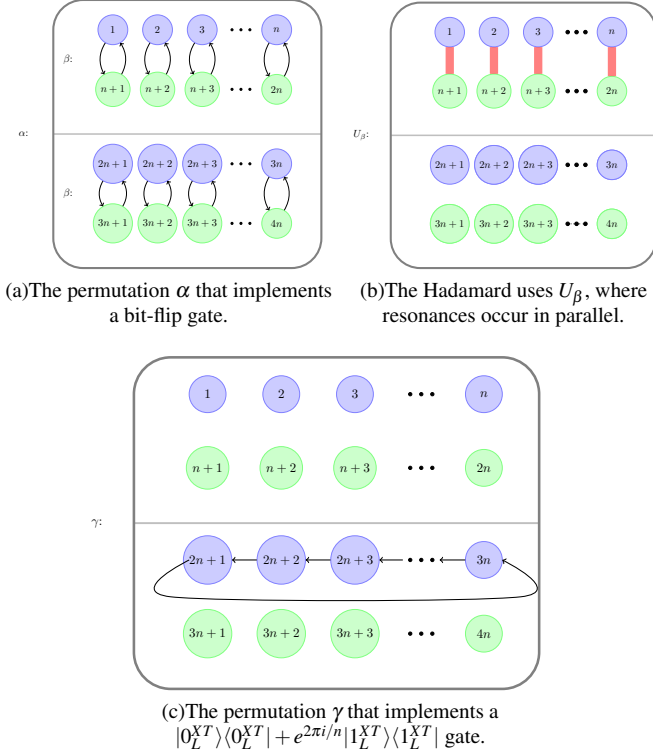 1 2 3 ••• n
β:
n+1 n+2 n+3 ••• 2n
α:
2n+1 2n+2 2n+3 ••• 3n
β:
3n+1 3n+2 3n+3 ••• 4n
(a)The permutation α that implements
a bit-flip gate.
1 2 3 ••• n
n+1 n+2 n+3 ••• 2n
U_β:
2n+1 2n+2 2n+3 ••• 3n
3n+1 3n+2 3n+3 ••• 4n
(b)The Hadamard uses U_β, where
resonances occur in parallel.
1 2 3 ••• n
n+1 n+2 n+3 ••• 2n
γ:
2n+1 2n+2 2n+3 ••• 3n
3n+1 3n+2 3n+3 ••• 4n
(c)The permutation γ that implements a
|0_L^{XT}⟩⟨0_L^{XT}| + e^{2πi/n}|1_L^{XT}⟩⟨1_L^{XT}| gate.